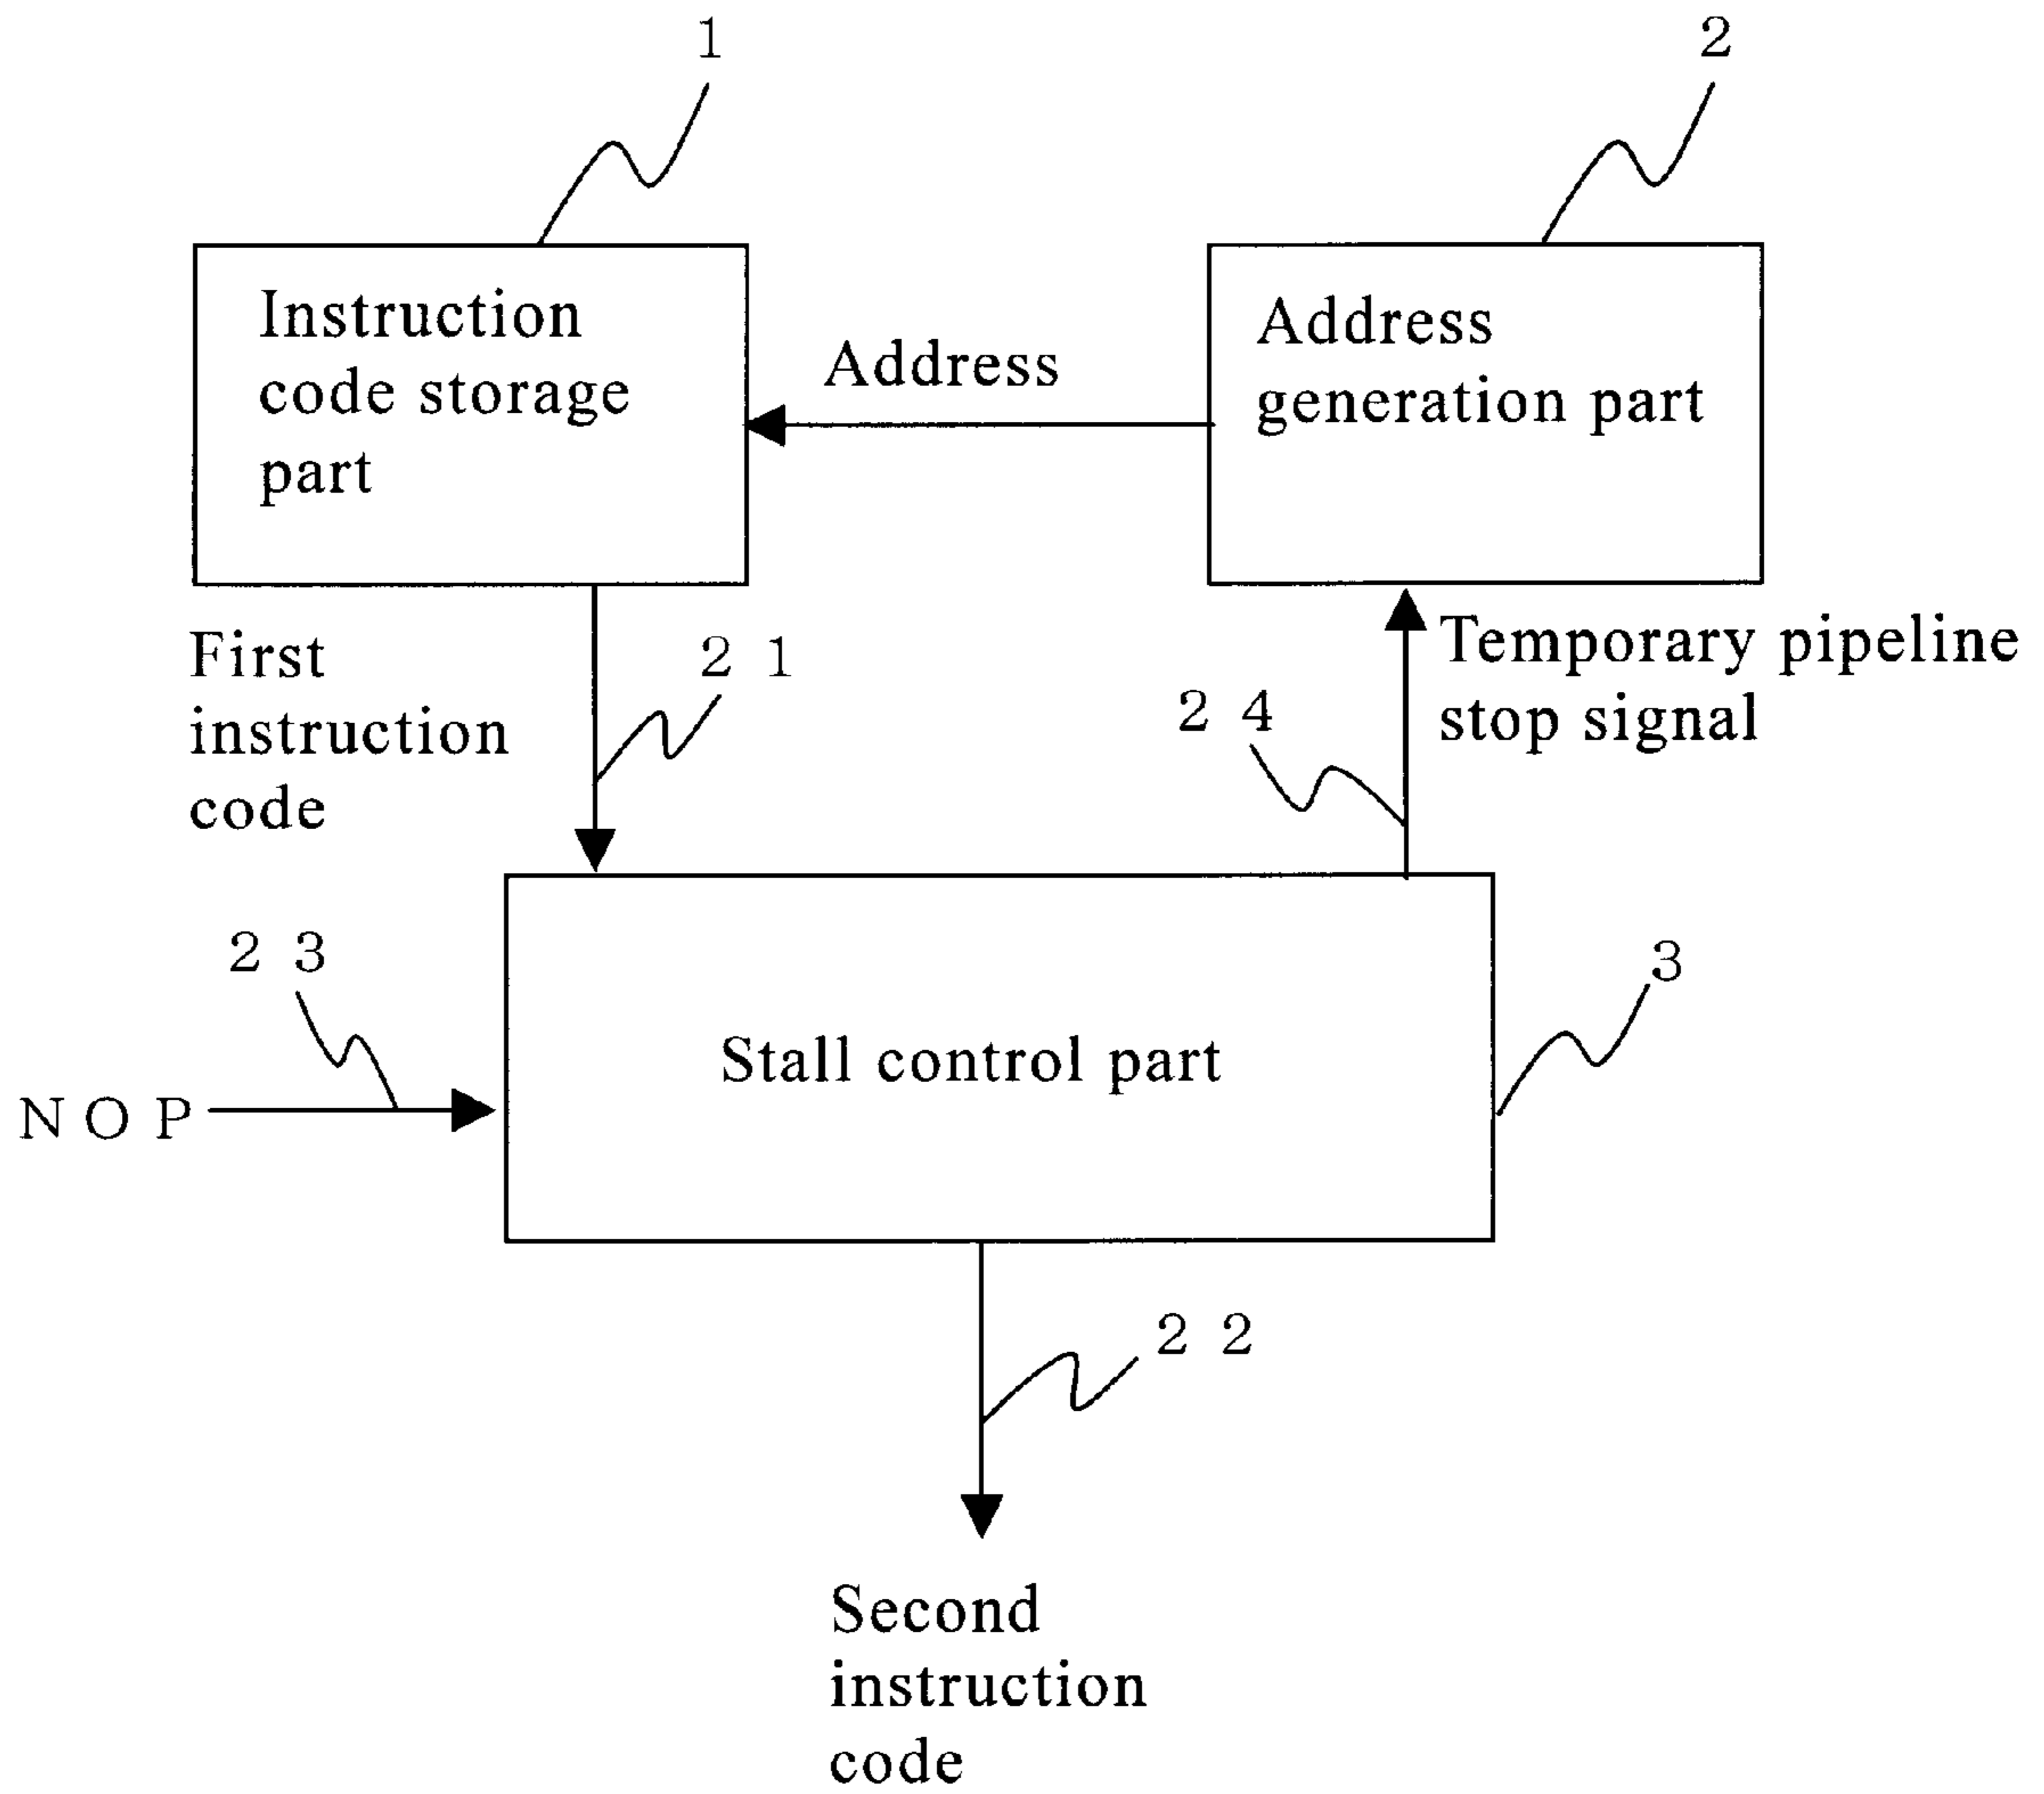 1
2
Instruction
code storage
part
Address
Address
generation part
First
instruction
code
2 1
2 4
Temporary pipeline
stop signal
2 3
N O P
Stall control part
3
2 2
Second
instruction
code